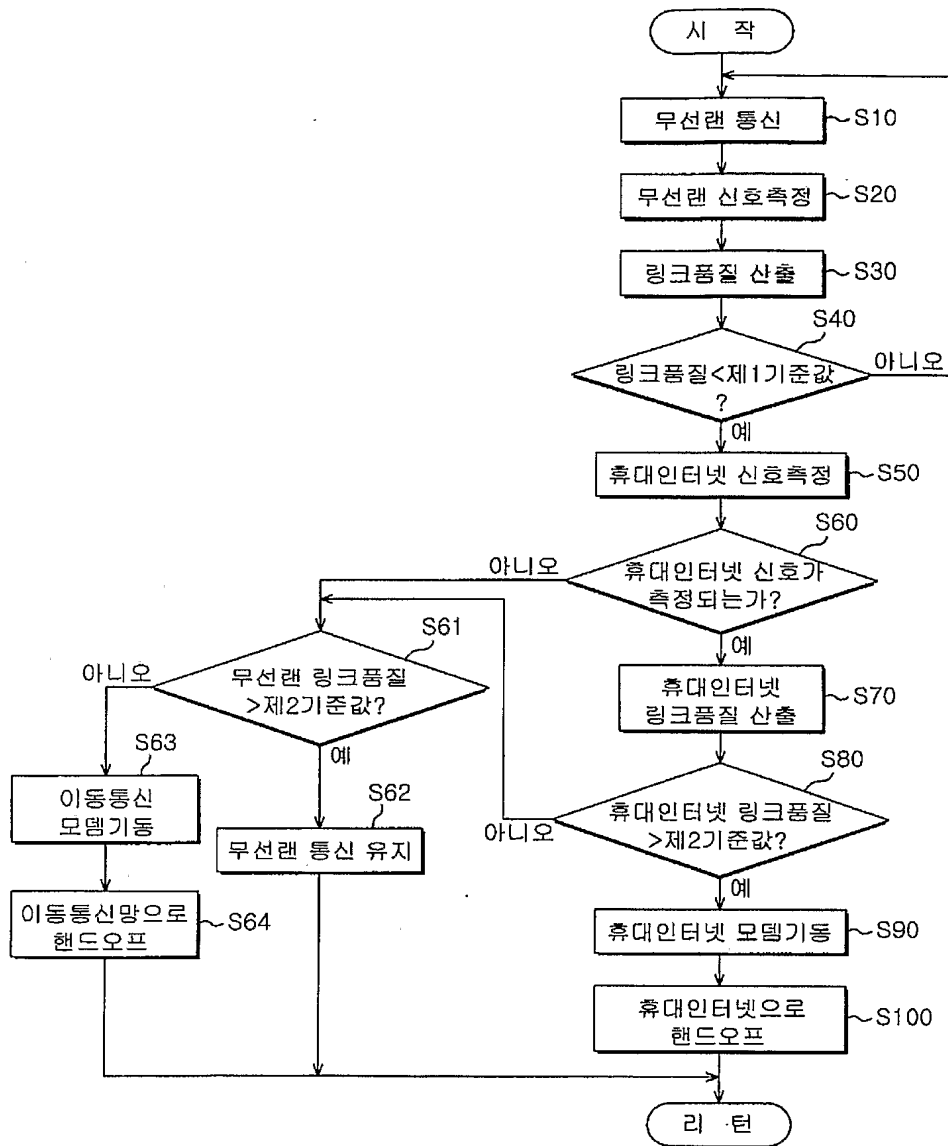 시 작
무선랜 통신
S10
무선랜 신호측정
S20
링크품질 산출
S30
S40
링크품질<제1기준값
?
아니오
예
휴대인터넷 신호측정
S50
S60
휴대인터넷 신호가
측정되는가?
아니오
예
S61
무선랜 링크품질
>제2기준값?
아니오
예
휴대인터넷
링크품질 산출
S70
S80
휴대인터넷 링크품질
>제2기준값?
아니오
예
S63
이동통신
모뎀기동
S62
무선랜 통신 유지
이동통신망으로
핸드오프
S64
휴대인터넷 모뎀기동
S90
휴대인터넷으로
핸드오프
S100
리 턴